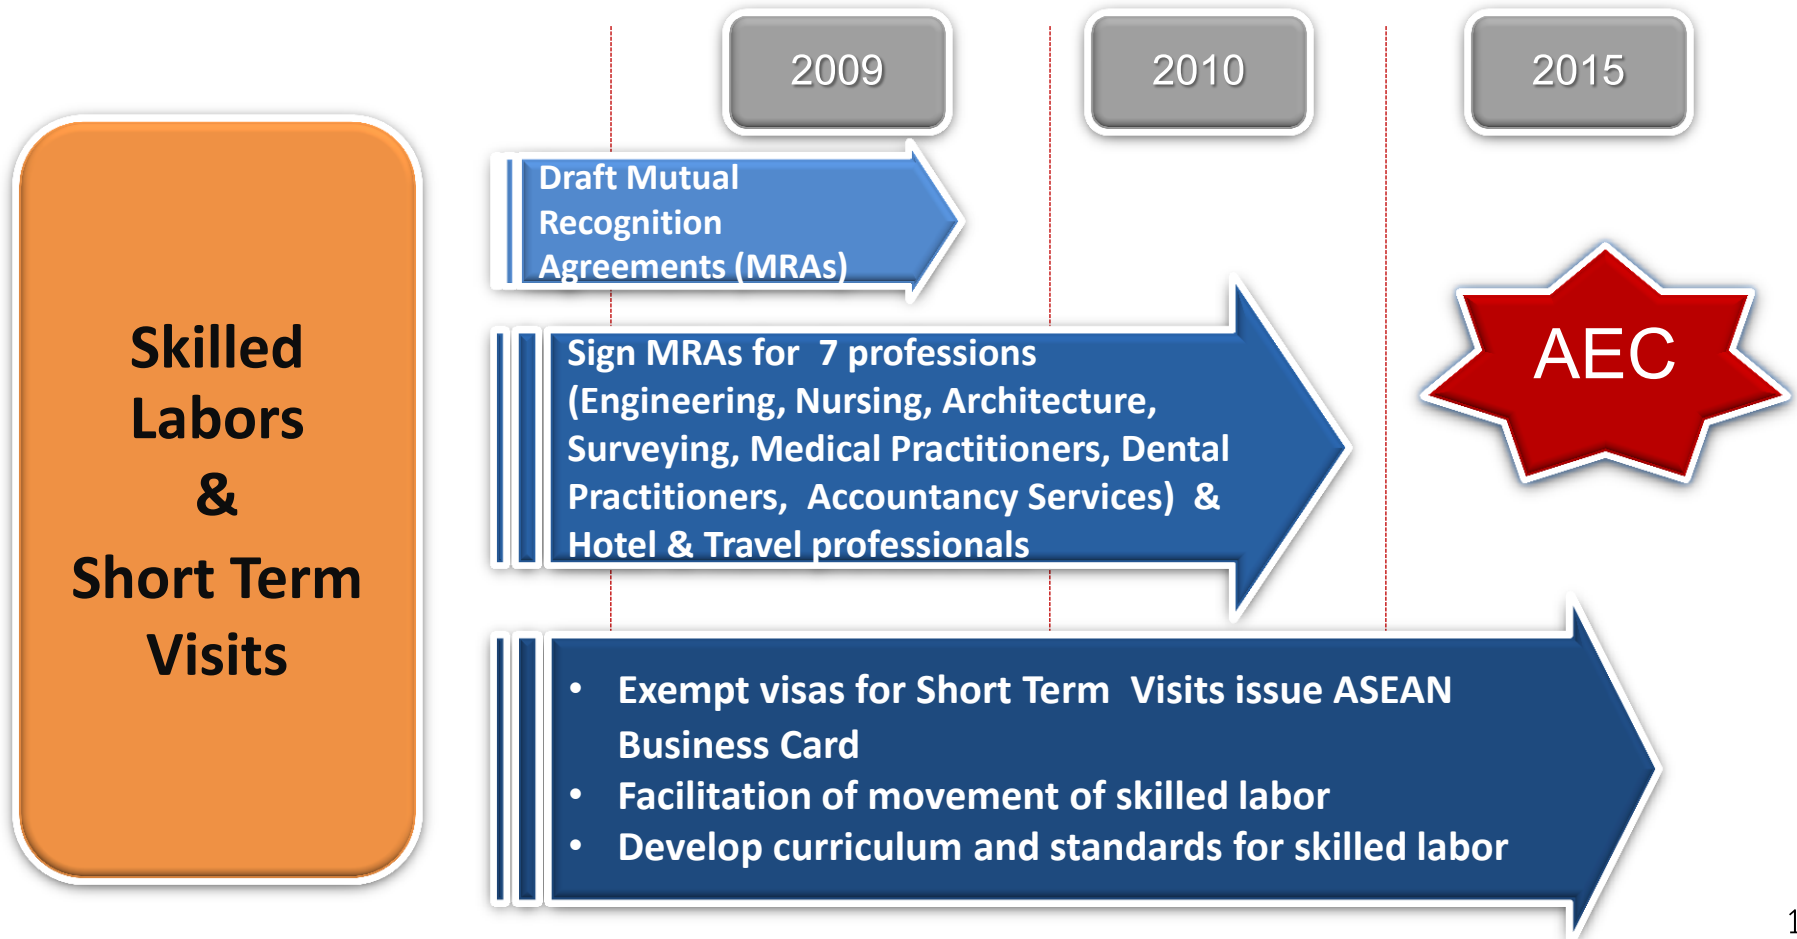 2009
2010
2015
Skilled
Labors
&
Short Term
Visits
Draft Mutual
Recognition
Agreements (MRAs)
Sign MRAs for 7 professions
(Engineering, Nursing, Architecture,
Surveying, Medical Practitioners, Dental
Practitioners, Accountancy Services) &
Hotel & Travel professionals
AEC
• Exempt visas for Short Term Visits issue ASEAN
Business Card
• Facilitation of movement of skilled labor
• Develop curriculum and standards for skilled labor
1